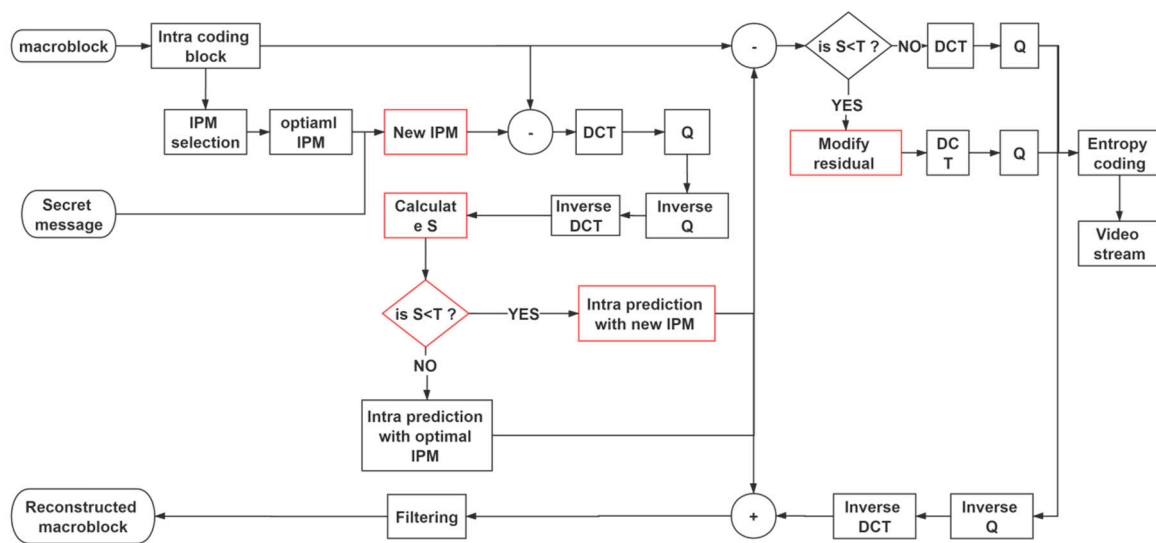 macroblock
Intra coding
block
-
is S<T ?
NO
DCT
Q
YES
IPM
selection
optiaml
IPM
New IPM
-
DCT
Q
Modify
residual
DC
T
Q
Entropy
coding
Secret
message
Calculat
e S
Inverse
DCT
Inverse
Q
Video
stream
is S<T ?
YES
Intra prediction
with new IPM
NO
Intra prediction
with optimal
IPM
Reconstructed
macroblock
Filtering
+
Inverse
DCT
Inverse
Q